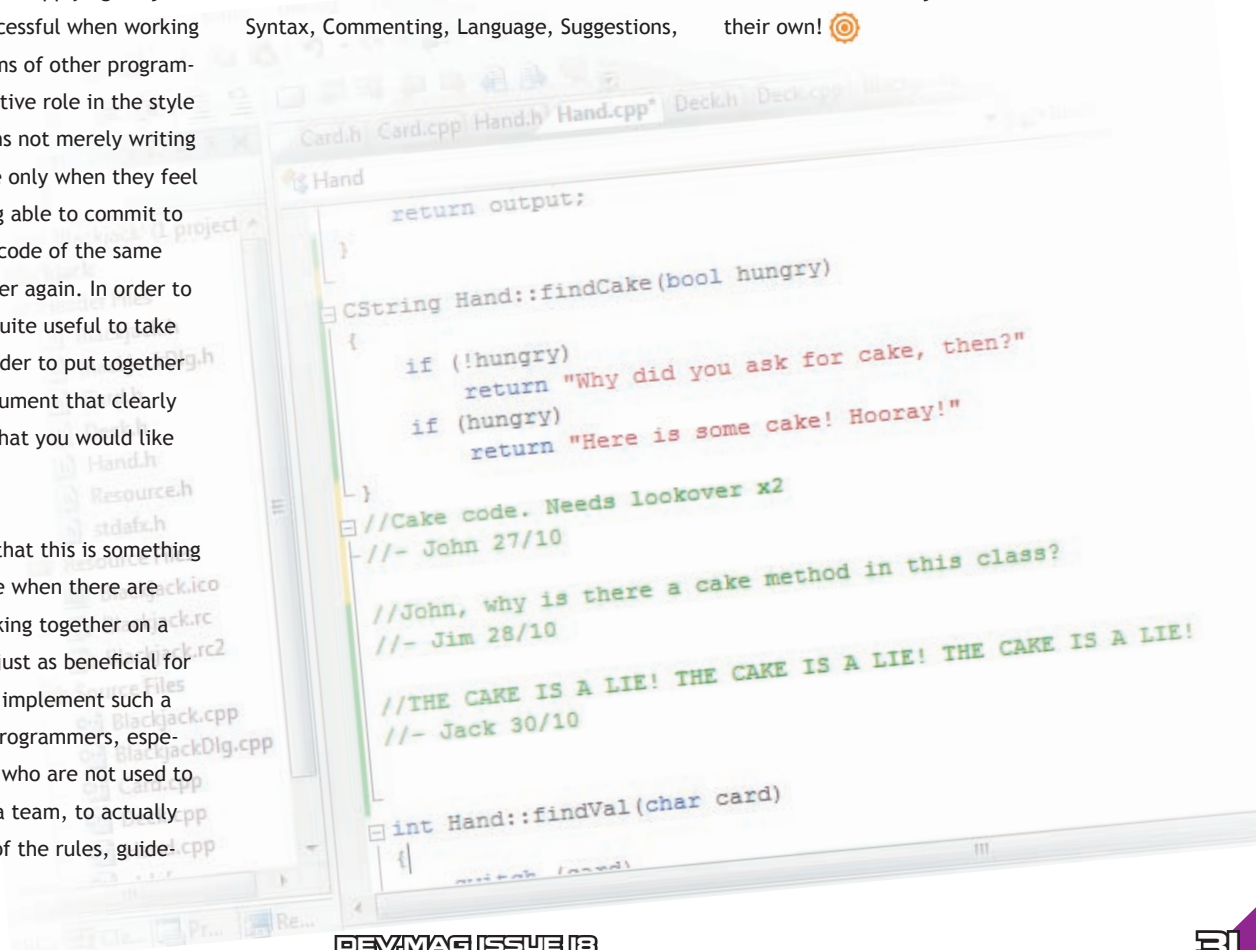 cessful when working
ms of other program-
tive role in the style
ns not merely writing
e only when they feel
g able to commit to
code of the same
er again. In order to
uite useful to take
der to put together
ument that clearly
hat you would like
that this is something
e when there are
king together on a
just as beneficial for
implement such a
rogrammers, espe-
who are not used to
a team, to actually
of the rules, guide-
Syntax, Commenting, Language, Suggestions,
their own!
Card.h Card.cpp Hand.h Hand.cpp* Deck.h Deck.cpp
Hand
return output;
}
CString Hand::findCake(bool hungry)
{
if (!hungry)
return "Why did you ask for cake, then?"
if (hungry)
return "Here is some cake! Hooray!"
}
//Cake code. Needs lookover x2
//- John 27/10
//John, why is there a cake method in this class?
//- Jim 28/10
//THE CAKE IS A LIE! THE CAKE IS A LIE! THE CAKE IS A LIE!
//- Jack 30/10
int Hand::findVal(char card)
{
(1 project
Hand.h
Resource.h
stdafx.h
Blackjack.cpp
BlackjackDlg.cpp
Card.cpp
Re...
DEV.MAG ISSUE 18
31